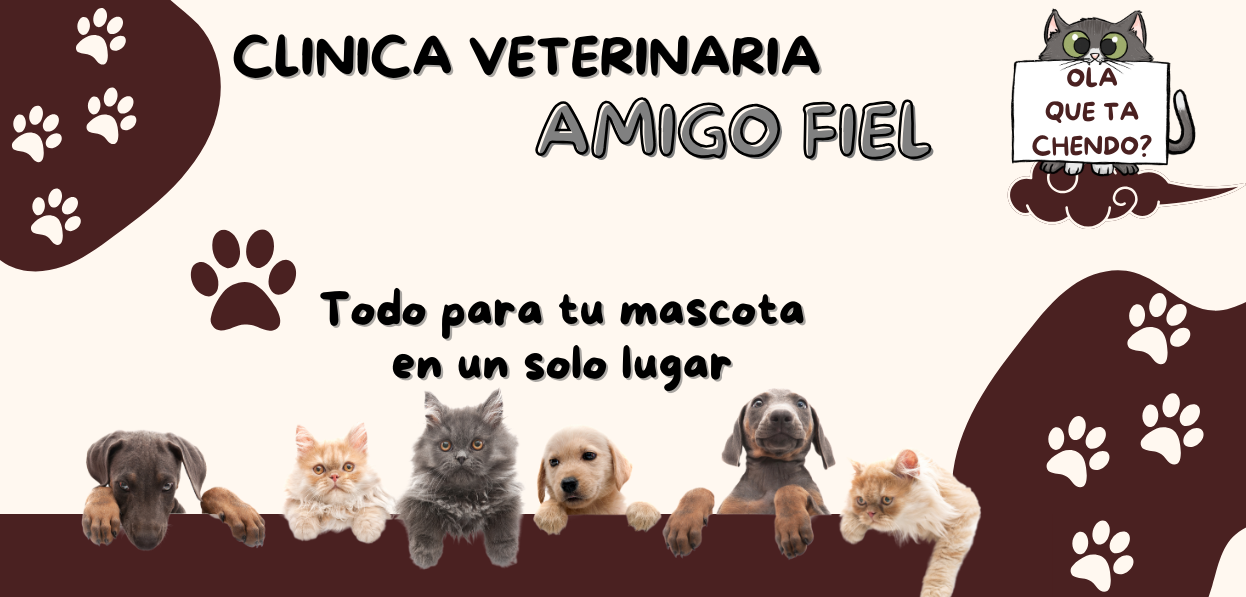 CLINICA VETERINARIA
AMIGO FIEL
OLA
QUE TA
CHENDO?
Todo para tu mascota
en un solo lugar